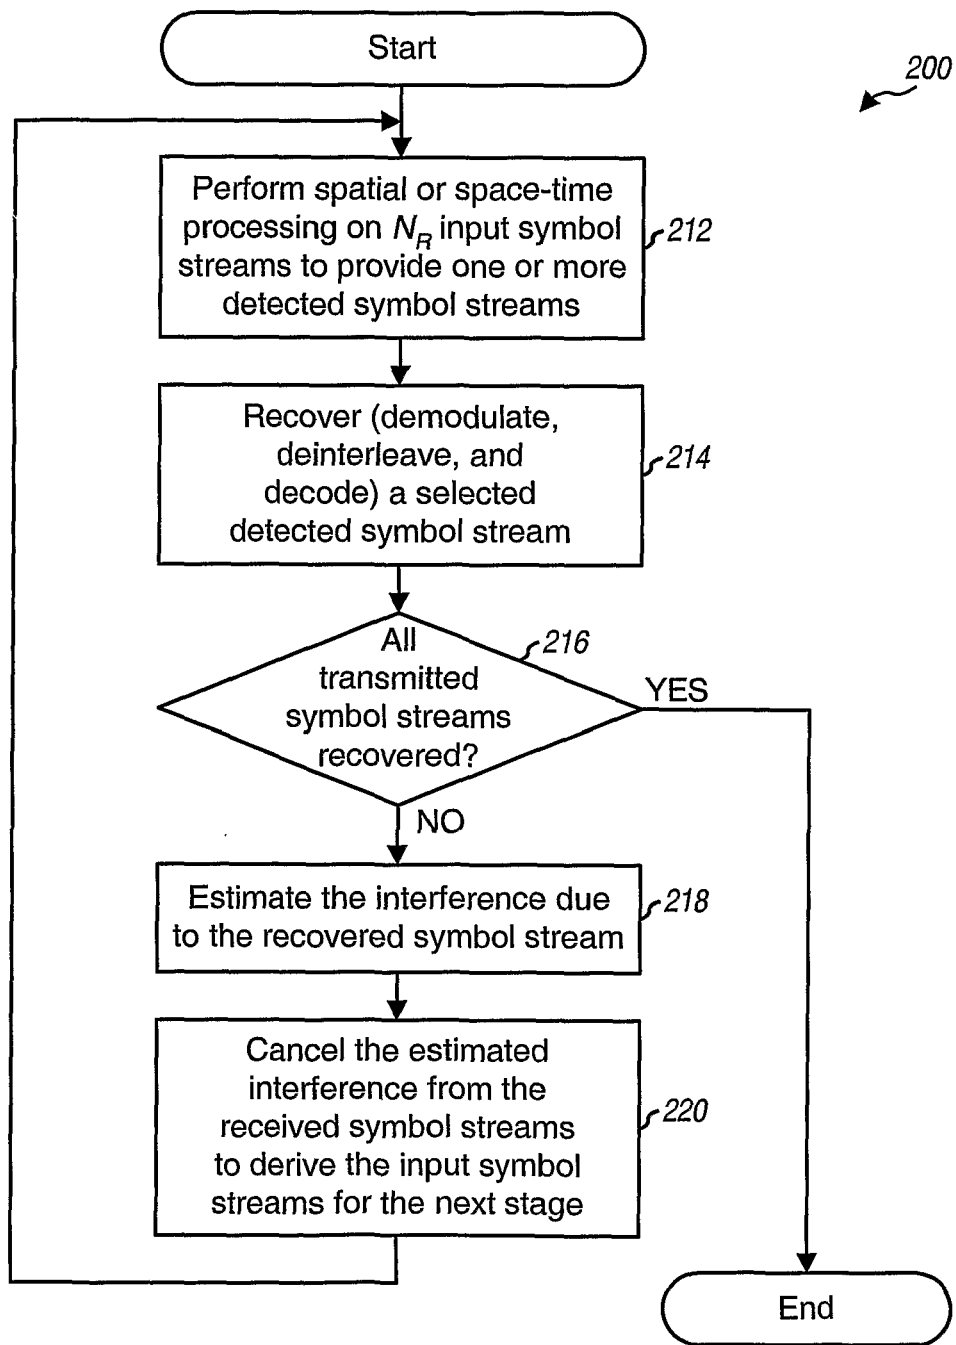 Start
200
Perform spatial or space-time
processing on N_R input symbol
streams to provide one or more
detected symbol streams
212
Recover (demodulate,
deinterleave, and
decode) a selected
detected symbol stream
214
All
transmitted
symbol streams
recovered?
216
YES
NO
Estimate the interference due
to the recovered symbol stream
218
Cancel the estimated
interference from the
received symbol streams
to derive the input symbol
streams for the next stage
220
End